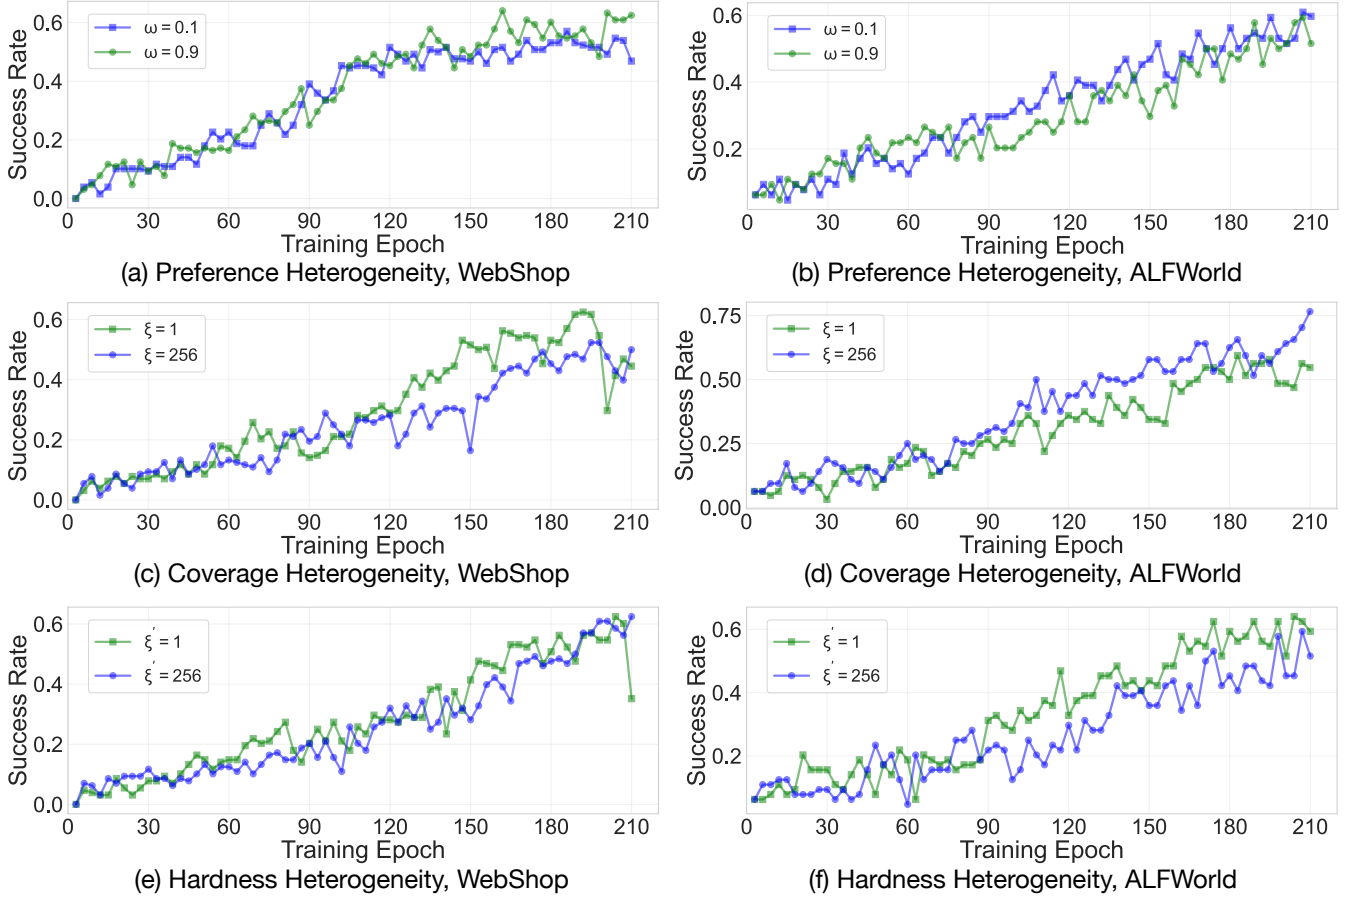 Success Rate
0.6
0.4
0.2
0.0
ω = 0.1
ω = 0.9
0 30 60 90 120 150 180 210
Training Epoch
(a) Preference Heterogeneity, WebShop
Success Rate
0.6
0.4
0.2
ω = 0.1
ω = 0.9
0 30 60 90 120 150 180 210
Training Epoch
(b) Preference Heterogeneity, ALFWorld
Success Rate
0.6
0.4
0.2
0.0
ξ = 1
ξ = 256
0 30 60 90 120 150 180 210
Training Epoch
(c) Coverage Heterogeneity, WebShop
Success Rate
0.75
0.50
0.25
0.00
ξ = 1
ξ = 256
0 30 60 90 120 150 180 210
Training Epoch
(d) Coverage Heterogeneity, ALFWorld
Success Rate
0.6
0.4
0.2
0.0
ξ′ = 1
ξ′ = 256
0 30 60 90 120 150 180 210
Training Epoch
(e) Hardness Heterogeneity, WebShop
Success Rate
0.6
0.4
0.2
ξ′ = 1
ξ′ = 256
0 30 60 90 120 150 180 210
Training Epoch
(f) Hardness Heterogeneity, ALFWorld